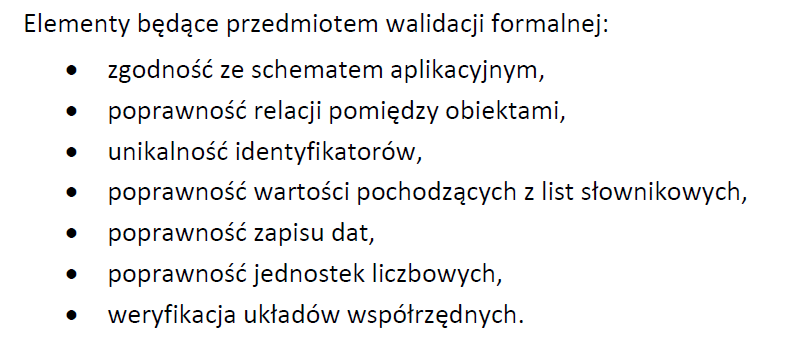 Elementy będące przedmiotem walidacji formalnej:
• zgodność ze schematem aplikacyjnym,
• poprawność relacji pomiędzy obiektami,
• unikalność identyfikatorów,
• poprawność wartości pochodzących z list słownikowych,
• poprawność zapisu dat,
• poprawność jednostek liczbowych,
• weryfikacja układów współrzędnych.